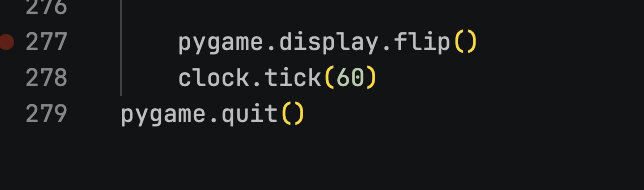 276
277 pygame.display.flip()
278 clock.tick(60)
279 pygame.quit()